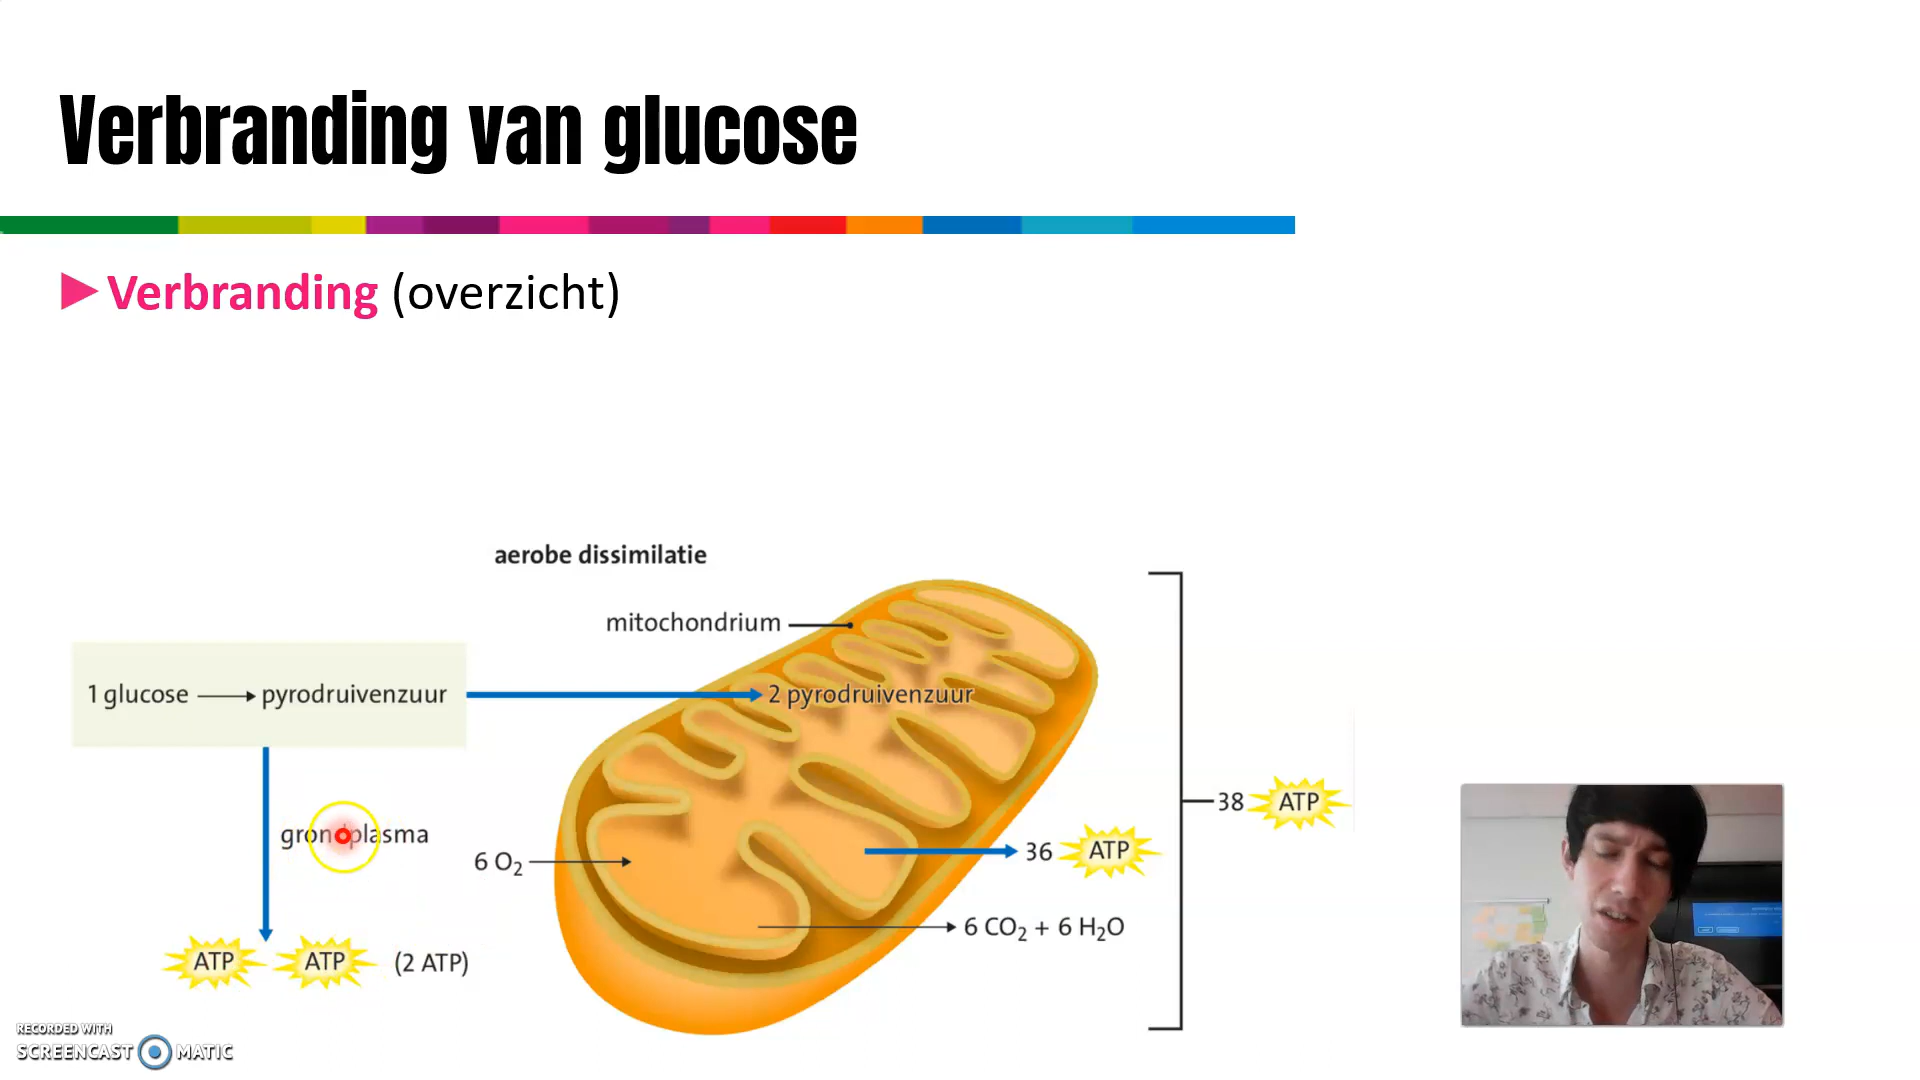 Verbranding van glucose
Verbranding (overzicht)
aerobe dissimilatie
mitochondrium
1 glucose pyrodruivenzuur
2 pyrodruivenzuur
grondplasma
6 O₂
38 ATP
36 ATP
6 CO₂ + 6 H₂O
ATP ATP (2 ATP)
RECORDED WITH
SCREENCAST MATIC